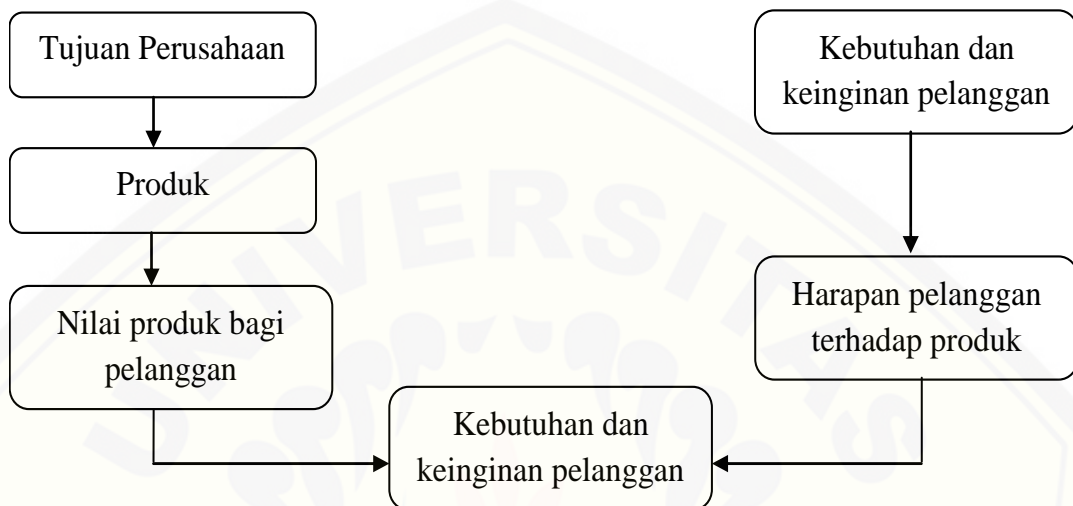 Tujuan Perusahaan
Kebutuhan dan
keinginan pelanggan
Produk
Nilai produk bagi
pelanggan
Harapan pelanggan
terhadap produk
Kebutuhan dan
keinginan pelanggan
UNIVERSITAS